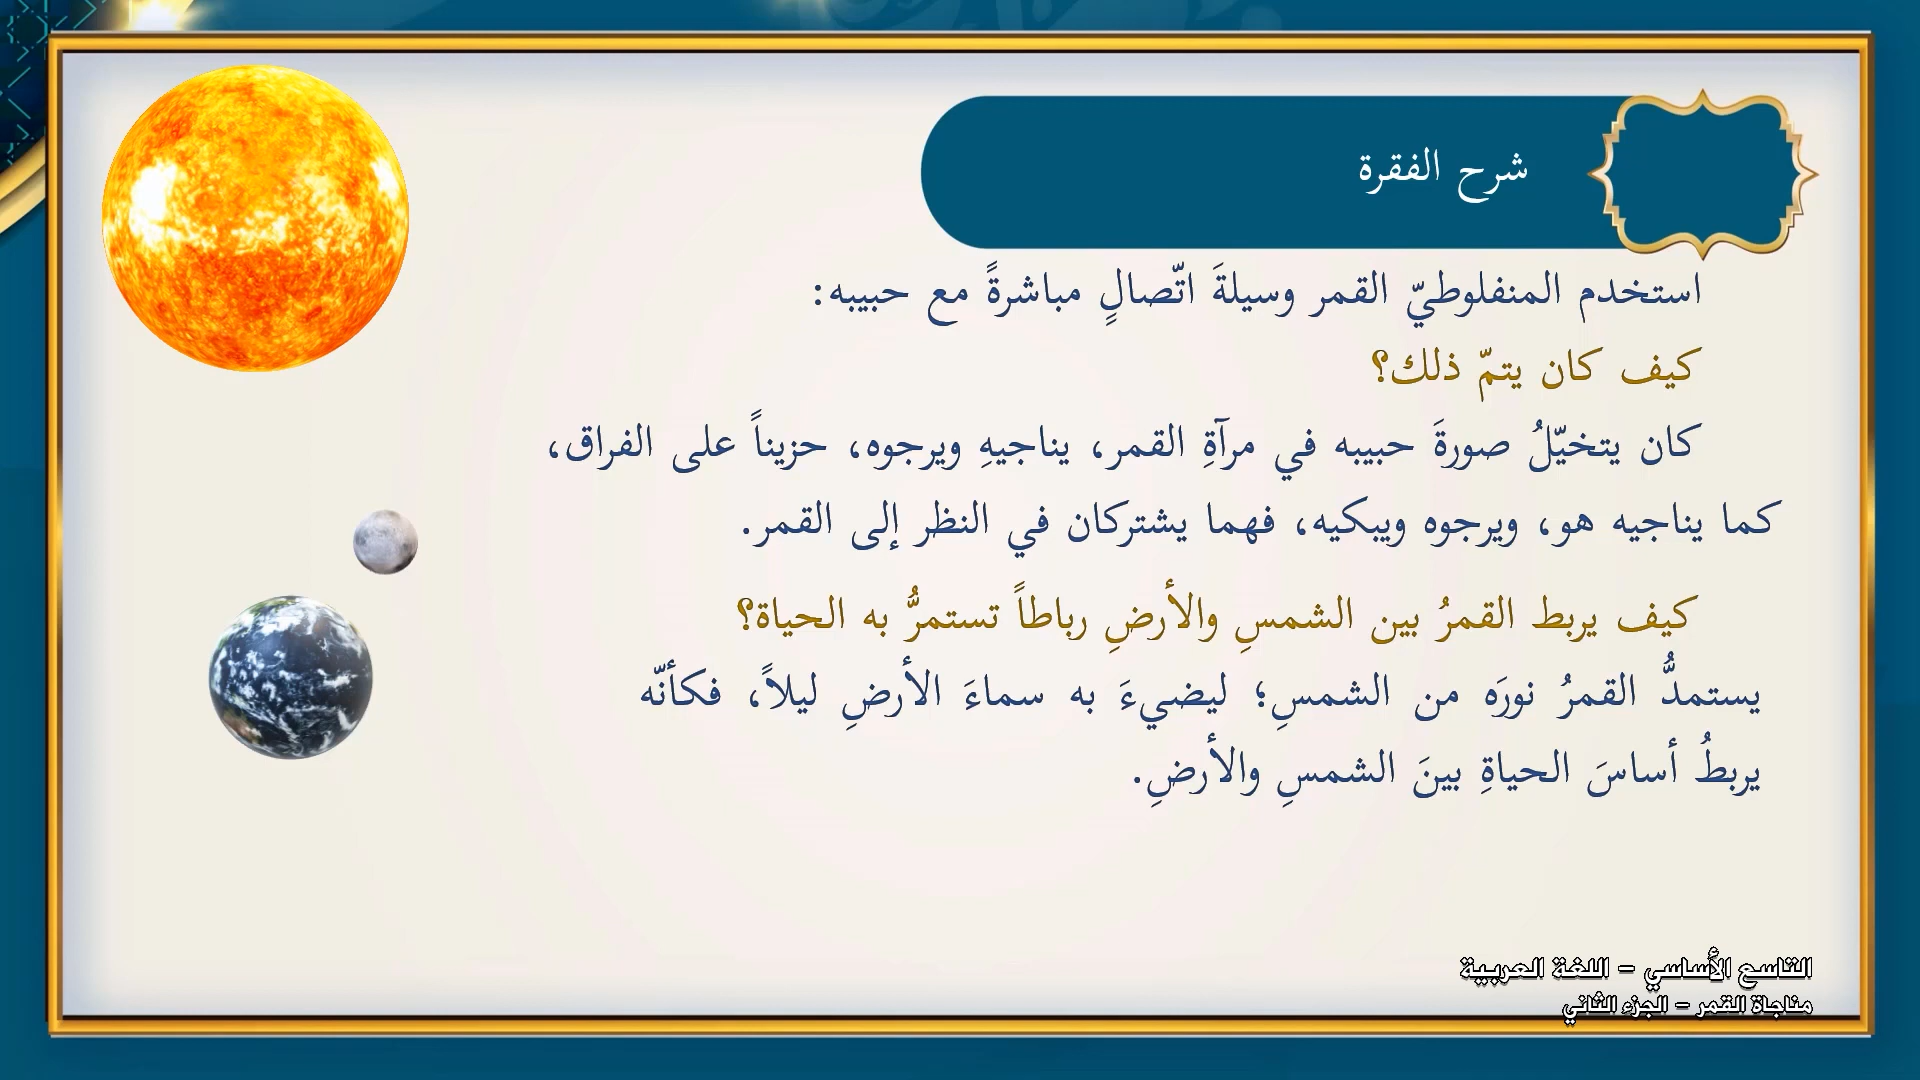 شرح الفقرة
استخدم المنفلوطيّ القمر وسيلةَ اتّصالٍ مباشرةً مع حبيبه:
كيف كان يتمّ ذلك؟
كان يتخيّلُ صورةَ حبيبه في مرآةِ القمر، يناجيهِ ويرجوه، حزيناً على الفراق،
كما يناجيه هو، ويرجوه ويبكيه، فهما يشتركان في النظر إلى القمر.
كيف يربط القمرُ بين الشمسِ والأرضِ رباطاً تستمرُّ به الحياة؟
يستمدُّ القمرُ نورَه من الشمسِ؛ ليضيءَ به سماءَ الأرضِ ليلاً، فكأنّه
يربطُ أساسَ الحياةِ بينَ الشمسِ والأرضِ.
التاسع الأساسي – اللغة العربية
مناجاة القمر – الجزء الثاني